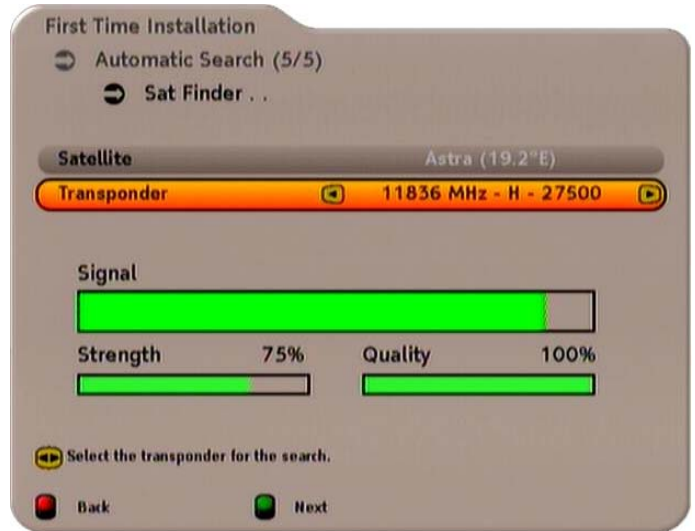 First Time Installation
Automatic Search (5/5)
Sat Finder . .
Satellite Astra (19.2°E)
Transponder 11836 MHz - H - 27500
Signal
Strength 75% Quality 100%
Select the transponder for the search.
Back Next